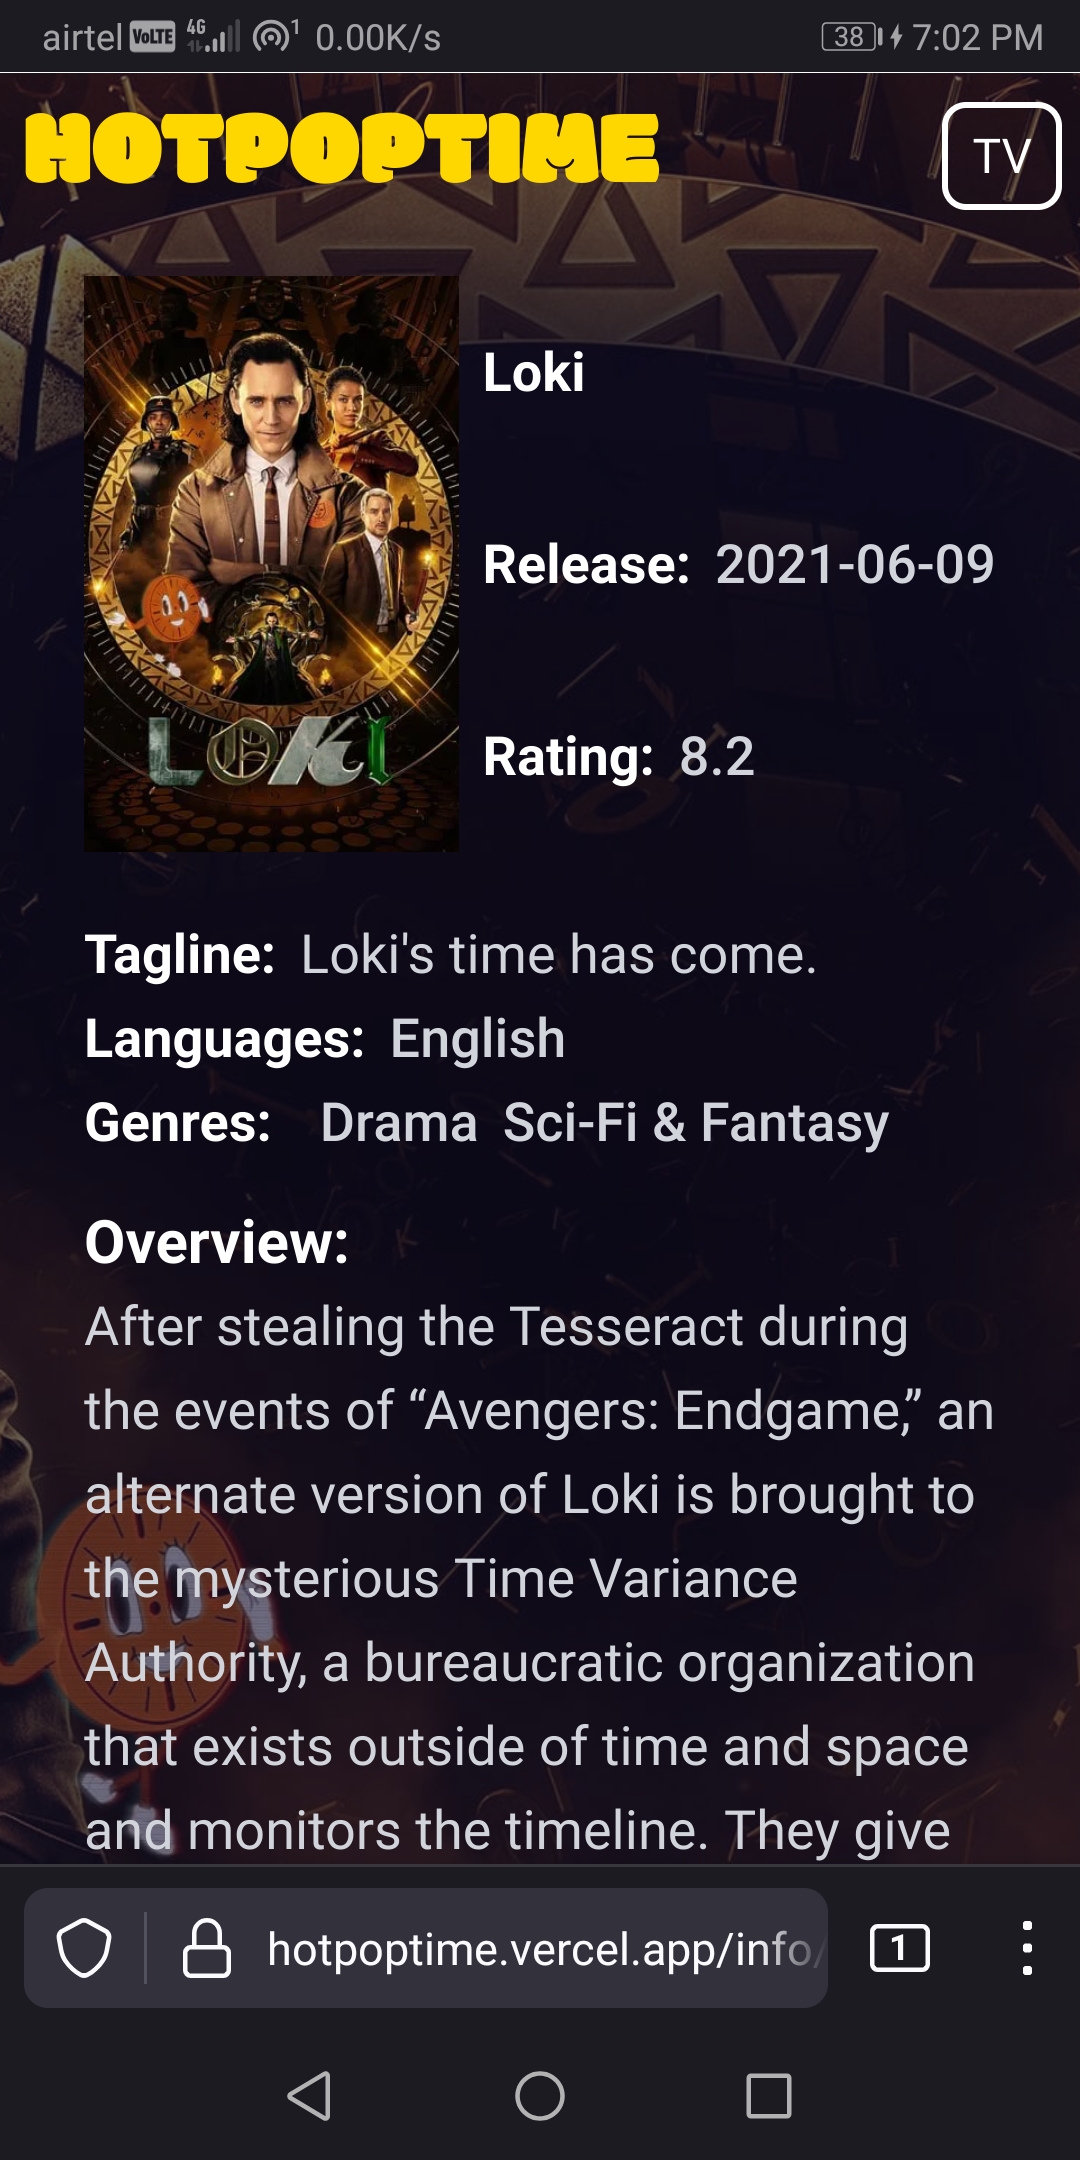 airtel VoLTE 4G 1 0.00K/s 38 7:02 PM
HOTPOPTIME
TV
LOKI
Loki
Release: 2021-06-09
Rating: 8.2
Tagline: Loki's time has come.
Languages: English
Genres: Drama Sci-Fi & Fantasy
Overview:
After stealing the Tesseract during
the events of “Avengers: Endgame,” an
alternate version of Loki is brought to
the mysterious Time Variance
Authority, a bureaucratic organization
that exists outside of time and space
and monitors the timeline. They give
hotpoptime.vercel.app/info/
1